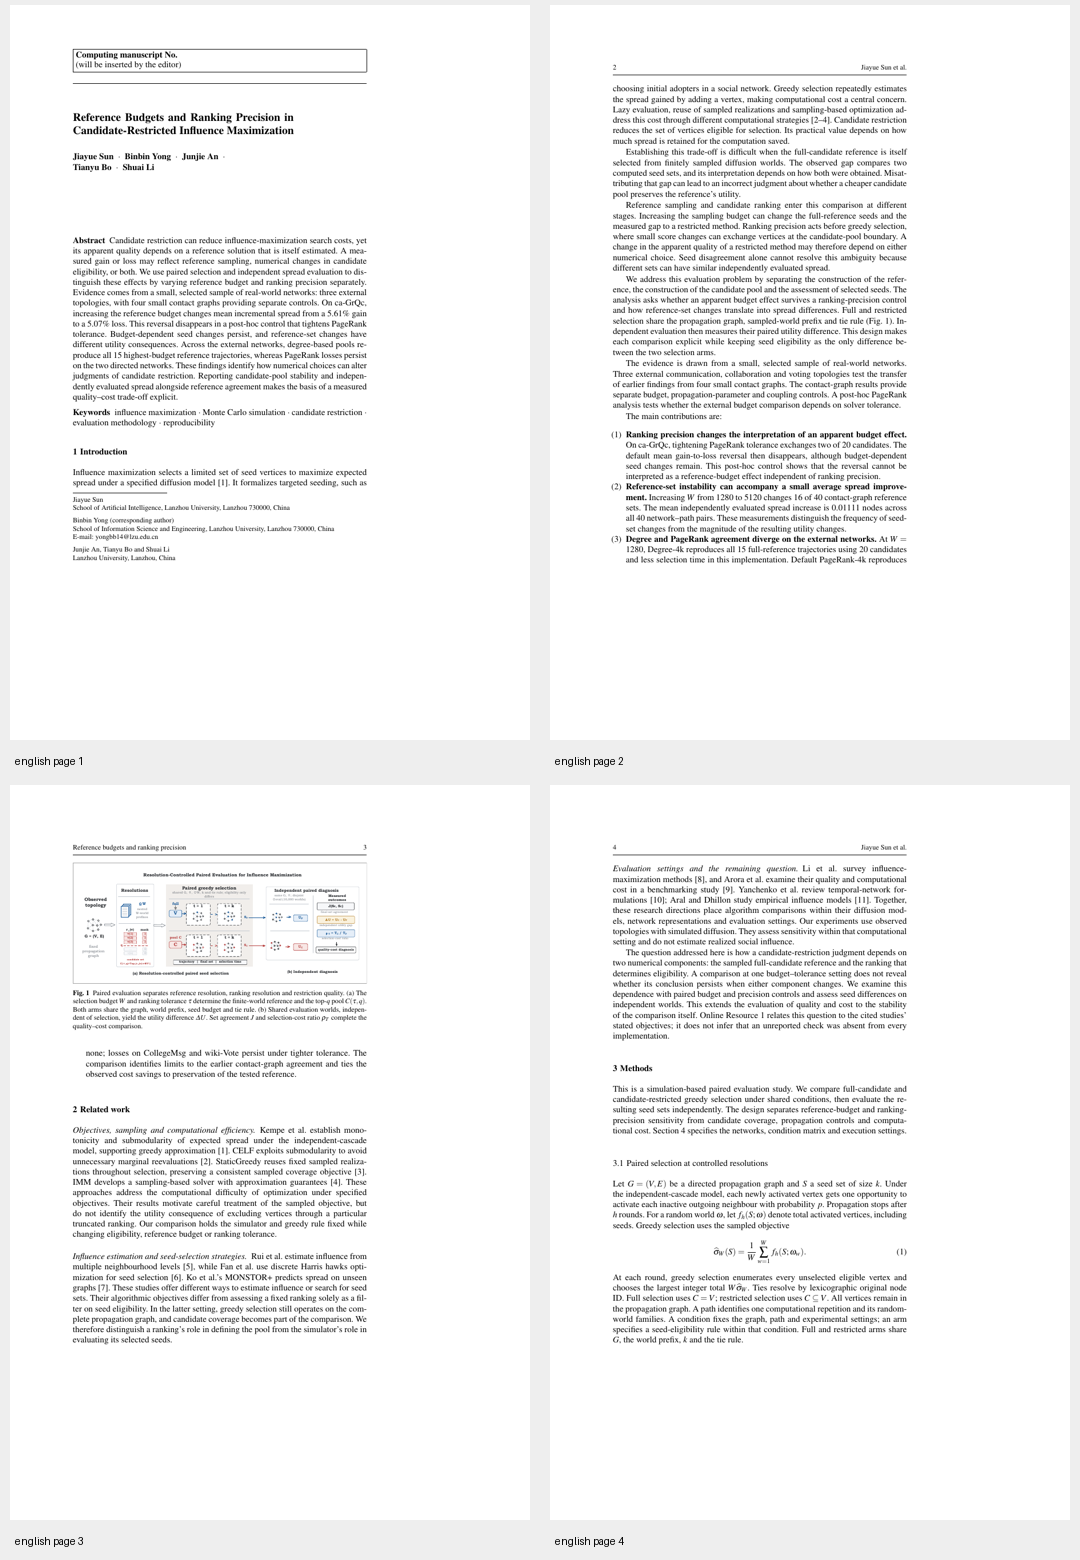 Computing manuscript No.
(will be inserted by the editor)
Reference Budgets and Ranking Precision in
Candidate-Restricted Influence Maximization
Jiayue Sun · Binbin Yong · Junjie An ·
Tianyu Bo · Shuai Li
Abstract Candidate restriction can reduce influence-maximization search costs, yet
its apparent quality depends on a reference solution that is itself estimated. A mea-
sured gain or loss may reflect reference sampling, numerical changes in candidate
eligibility, or both. We use paired selection and independent spread evaluation to dis-
tinguish these effects by varying reference budget and ranking precision separately.
Evidence comes from a small, selected sample of real-world networks: three external
topologies, with four small contact graphs providing separate controls. On ca-GrQc,
increasing the reference budget changes mean incremental spread from a 5.61% gain
to a 5.07% loss. This reversal disappears in a post-hoc control that tightens PageRank
tolerance. Budget-dependent seed changes persist, and reference-set changes have
different utility consequences. Across the external networks, degree-based pools re-
produce all 15 highest-budget reference trajectories, whereas PageRank losses persist
on the two directed networks. These findings identify how numerical choices can alter
judgments of candidate restriction. Reporting candidate-pool stability and indepen-
dently evaluated spread alongside reference agreement makes the basis of a measured
quality–cost trade-off explicit.
Keywords influence maximization · Monte Carlo simulation · candidate restriction ·
evaluation methodology · reproducibility
1 Introduction
Influence maximization selects a limited set of seed vertices to maximize expected
spread under a specified diffusion model [1]. It formalizes targeted seeding, such as
Jiayue Sun
School of Artificial Intelligence, Lanzhou University, Lanzhou 730000, China
Binbin Yong (corresponding author)
School of Information Science and Engineering, Lanzhou University, Lanzhou 730000, China
E-mail: yongbb14@lzu.edu.cn
Junjie An, Tianyu Bo and Shuai Li
Lanzhou University, Lanzhou, China
english page 1
2 Jiayue Sun et al.
choosing initial adopters in a social network. Greedy selection repeatedly estimates
the spread gained by adding a vertex, making computational cost a central concern.
Lazy evaluation, reuse of sampled realizations and sampling-based optimization ad-
dress this cost through different computational strategies [2–4]. Candidate restriction
reduces the set of vertices eligible for selection. Its practical value depends on how
much spread is retained for the computation saved.
Establishing this trade-off is difficult when the full-candidate reference is itself
selected from finitely sampled diffusion worlds. The observed gap compares two
computed seed sets, and its interpretation depends on how both were obtained. Misat-
tributing that gap can lead to an incorrect judgment about whether a cheaper candidate
pool preserves the reference's utility.
Reference sampling and candidate ranking enter this comparison at different
stages. Increasing the sampling budget can change the full-reference seeds and the
measured gap to a restricted method. Ranking precision acts before greedy selection,
where small score changes can exchange vertices at the candidate-pool boundary. A
change in the apparent quality of a restricted method may therefore depend on either
numerical choice. Seed disagreement alone cannot resolve this ambiguity because
different sets can have similar independently evaluated spread.
We address this evaluation problem by separating the construction of the refer-
ence, the construction of the candidate pool and the assessment of selected seeds. The
analysis asks whether an apparent budget effect survives a ranking-precision control
and how reference-set changes translate into spread differences. Full and restricted
selection share the propagation graph, sampled-world prefix and tie rule (Fig. 1). In-
dependent evaluation then measures their paired utility difference. This design makes
each comparison explicit while keeping seed eligibility as the only difference be-
tween the two selection arms.
The evidence is drawn from a small, selected sample of real-world networks.
Three external communication, collaboration and voting topologies test the transfer
of earlier findings from four small contact graphs. The contact-graph results provide
separate budget, propagation-parameter and coupling controls. A post-hoc PageRank
analysis tests whether the external budget comparison depends on solver tolerance.
The main contributions are:
(1) Ranking precision changes the interpretation of an apparent budget effect.
On ca-GrQc, tightening PageRank tolerance exchanges two of 20 candidates. The
default mean gain-to-loss reversal then disappears, although budget-dependent
seed changes remain. This post-hoc control shows that the reversal cannot be
interpreted as a reference-budget effect independent of ranking precision.
(2) Reference-set instability can accompany a small average spread improve-
ment. Increasing W from 1280 to 5120 changes 16 of 40 contact-graph reference
sets. The mean independently evaluated spread increase is 0.01111 nodes across
all 40 network–path pairs. These measurements distinguish the frequency of seed-
set changes from the magnitude of the resulting utility changes.
(3) Degree and PageRank agreement diverge on the external networks. At W =
1280, Degree-4k reproduces all 15 full-reference trajectories using 20 candidates
and less selection time in this implementation. Default PageRank-4k reproduces
english page 2
Reference budgets and ranking precision 3
Resolution-Controlled Paired Evaluation for Influence Maximization
Observed
topology
G = (V, E)
Resolutions
Paired greedy selection
Independent paired diagnosis
Measured
outcomes
quality-cost diagnosis
(a) Resolution-controlled paired seed selection
(b) Independent diagnosis
Fig. 1 Paired evaluation separates reference resolution, ranking resolution and restriction quality. (a) The
selection budget W and ranking tolerance τ determine the finite-world reference and the top-q pool C(τ,q).
Both arms share the graph, world prefix, seed budget and tie rule. (b) Shared evaluation worlds, indepen-
dent of selection, yield the utility difference ΔU. Set agreement J and selection-cost ratio ρT complete the
quality–cost comparison.
none; losses on CollegeMsg and wiki-Vote persist under tighter tolerance. The
comparison identifies limits to the earlier contact-graph agreement and ties the
observed cost savings to preservation of the tested reference.
2 Related work
Objectives, sampling and computational efficiency. Kempe et al. establish mono-
tonicity and submodularity of expected spread under the independent-cascade
model, supporting greedy approximation [1]. CELF exploits submodularity to avoid
unnecessary marginal reevaluations [2]. StaticGreedy reuses fixed sampled realiza-
tions throughout selection, preserving a consistent sampled coverage objective [3].
IMM develops a sampling-based solver with approximation guarantees [4]. These
approaches address the computational difficulty of optimization under specified
objectives. Their results motivate careful treatment of the sampled objective, but
do not identify the utility consequence of excluding vertices through a particular
truncated ranking. Our comparison holds the simulator and greedy rule fixed while
changing eligibility, reference budget or ranking tolerance.
Influence estimation and seed-selection strategies. Rui et al. estimate influence from
multiple neighbourhood levels [5], while Fan et al. use discrete Harris hawks opti-
mization for seed selection [6]. Ko et al.'s MONSTOR+ predicts spread on unseen
graphs [7]. These studies offer different ways to estimate influence or search for seed
sets. Their algorithmic objectives differ from assessing a fixed ranking solely as a fil-
ter on seed eligibility. In the latter setting, greedy selection still operates on the com-
plete propagation graph, and candidate coverage becomes part of the comparison. We
therefore distinguish a ranking's role in defining the pool from the simulator's role in
evaluating its selected seeds.
english page 3
4 Jiayue Sun et al.
Evaluation settings and the remaining question. Li et al. survey influence-
maximization methods [8], and Arora et al. examine their quality and computational
cost in a benchmarking study [9]. Yanchenko et al. review temporal-network for-
mulations [10]; Aral and Dhillon study empirical influence models [11]. Together,
these research directions place algorithm comparisons within their diffusion mod-
els, network representations and evaluation settings. Our experiments use observed
topologies with simulated diffusion. They assess sensitivity within that computational
setting and do not estimate realized social influence.
The question addressed here is how a candidate-restriction judgment depends on
two numerical components: the sampled full-candidate reference and the ranking that
determines eligibility. A comparison at one budget–tolerance setting does not reveal
whether its conclusion persists when either component changes. We examine this
dependence with paired budget and precision controls and assess seed differences on
independent worlds. This extends the evaluation of quality and cost to the stability
of the comparison itself. Online Resource 1 relates this question to the cited studies'
stated objectives; it does not infer that an unreported check was absent from every
implementation.
3 Methods
This is a simulation-based paired evaluation study. We compare full-candidate and
candidate-restricted greedy selection under shared conditions, then evaluate the re-
sulting seed sets independently. The design separates reference-budget and ranking-
precision sensitivity from candidate coverage, propagation controls and computa-
tional cost. Section 4 specifies the networks, condition matrix and execution settings.
3.1 Paired selection at controlled resolutions
Let G = (V,E) be a directed propagation graph and S a seed set of size k. Under
the independent-cascade model, each newly activated vertex gets one opportunity to
activate each inactive outgoing neighbour with probability p. Propagation stops after
h rounds. For a random world ω, let fh(S;ω) denote total activated vertices, including
seeds. Greedy selection uses the sampled objective
σ̂W(S) = 1/W ∑w=1W fh(S;ωw). (1)
At each round, greedy selection enumerates every unselected eligible vertex and
chooses the largest integer total Wσ̂W. Ties resolve by lexicographic original node
ID. Full selection uses C = V; restricted selection uses C ⊆ V. All vertices remain in
the propagation graph. A path identifies one computational repetition and its random-
world families. A condition fixes the graph, path and experimental settings; an arm
specifies a seed-eligibility rule within that condition. Full and restricted arms share
G, the world prefix, k and the tie rule.
english page 4